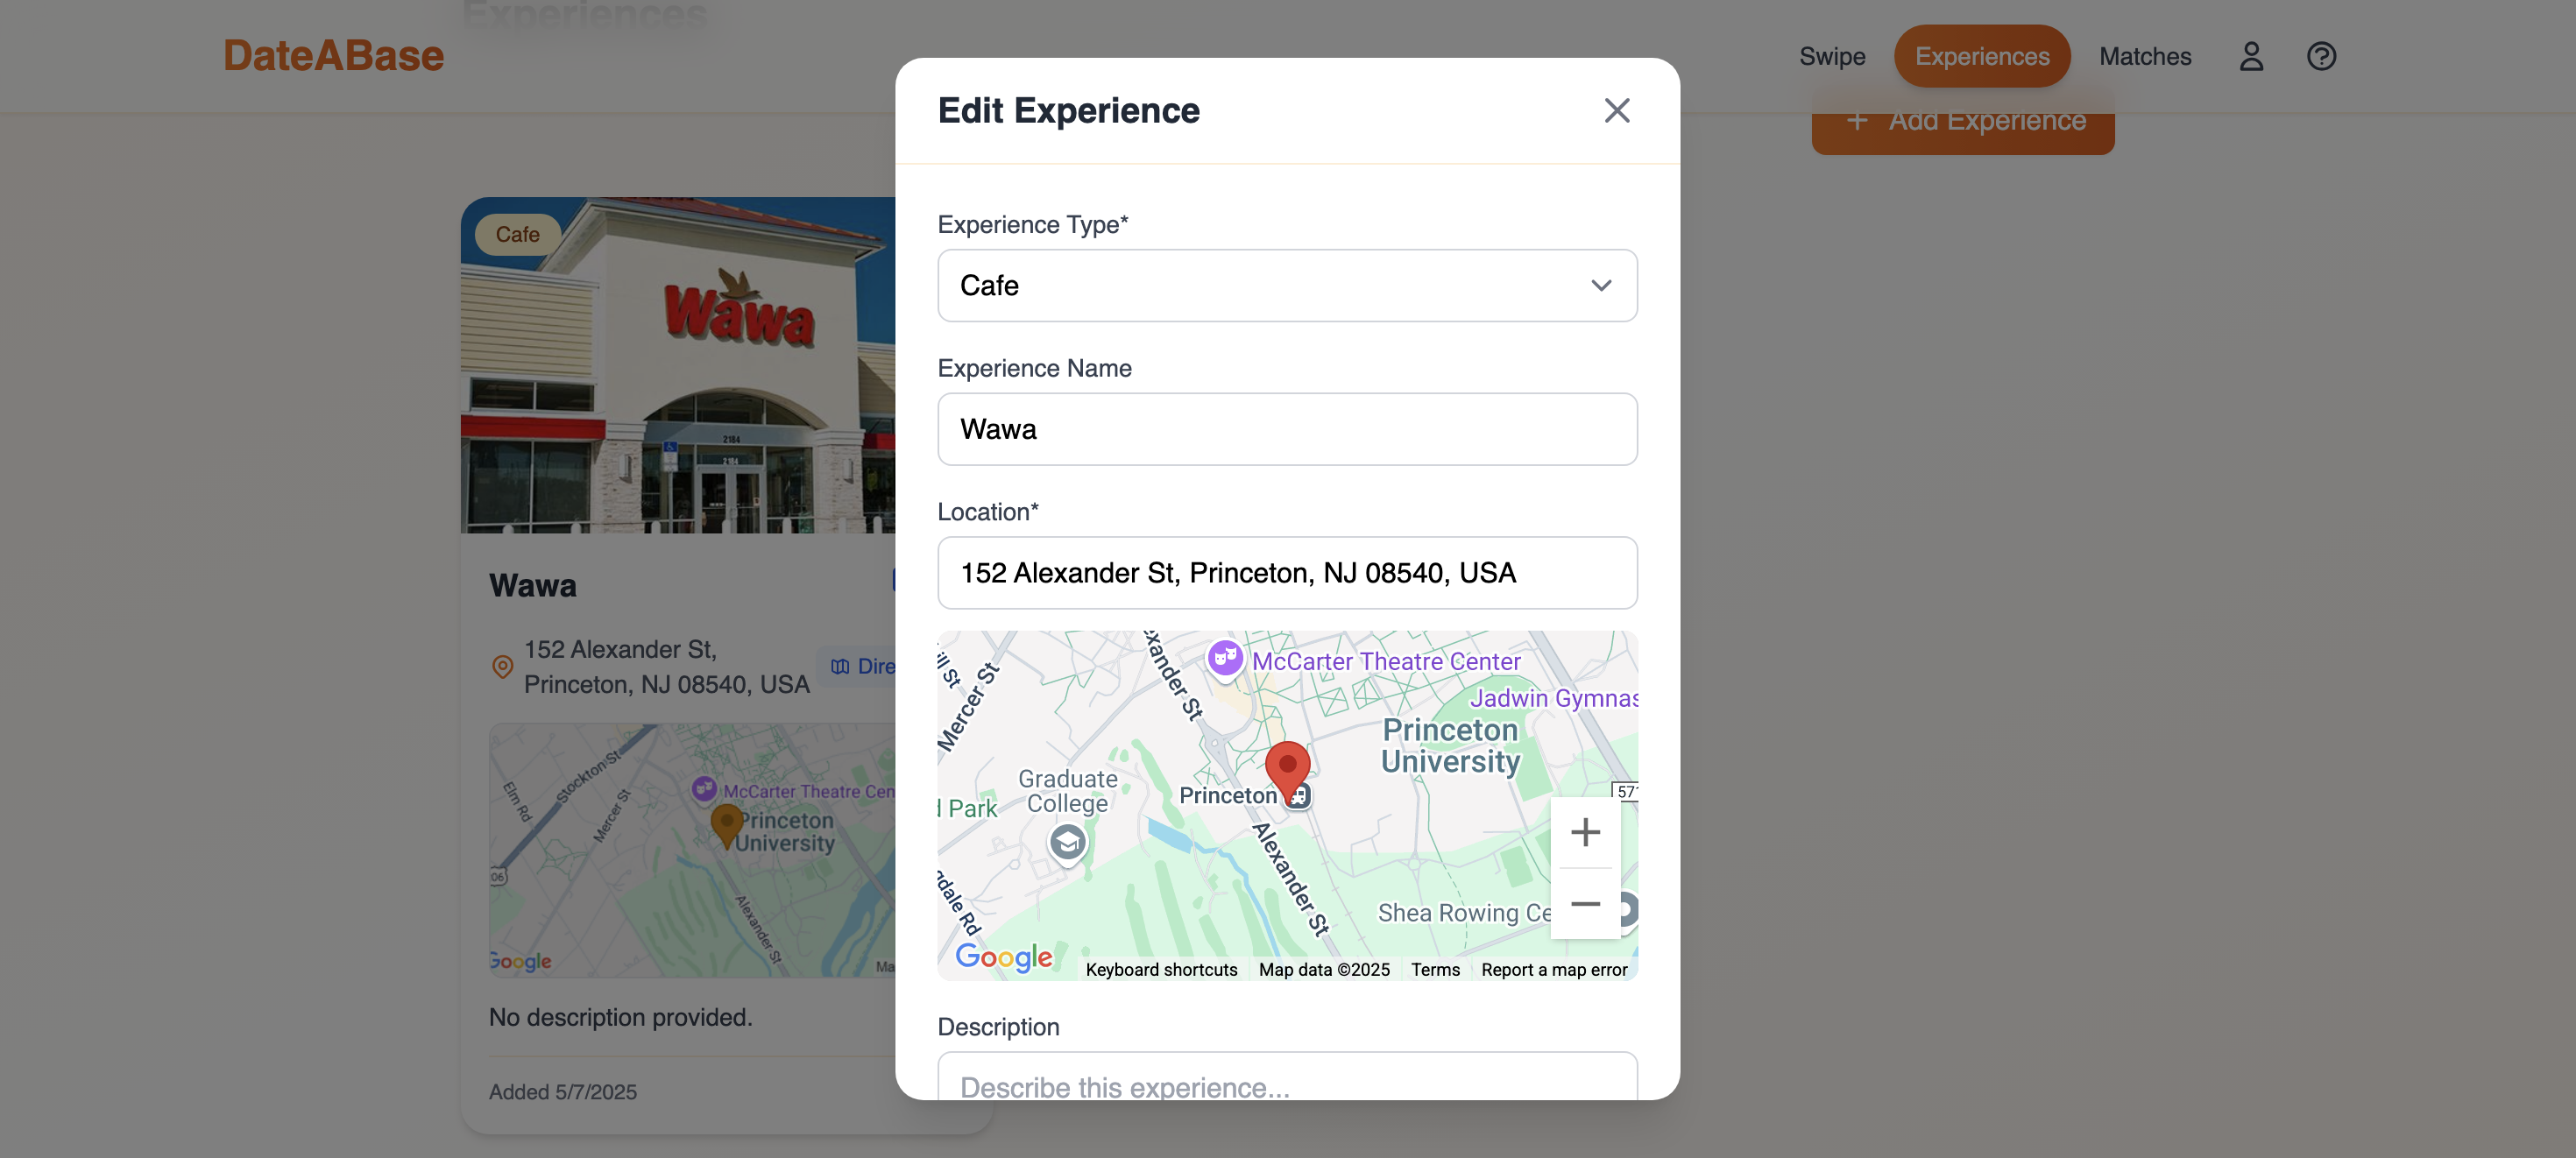 Experiences
DateABase
Swipe
Experiences
Matches
+ Add Experience
Cafe
Wawa
2184
2184
Wawa
152 Alexander St,
Princeton, NJ 08540, USA
Dire
Stockton St
Elm Rd
Mercer St
McCarter Theatre Cen
Princeton
University
Alexander St
Google
Ma
No description provided.
Added 5/7/2025
Edit Experience
Experience Type*
Cafe
Experience Name
Wawa
Location*
152 Alexander St, Princeton, NJ 08540, USA
ill St
Mercer St
xander St
McCarter Theatre Center
Jadwin Gymnas
Princeton
University
Graduate
College
Princeton
d Park
571
Alexander St
dale Rd
Shea Rowing Ce
Google
Keyboard shortcuts
Map data ©2025
Terms
Report a map error
Description
Describe this experience...